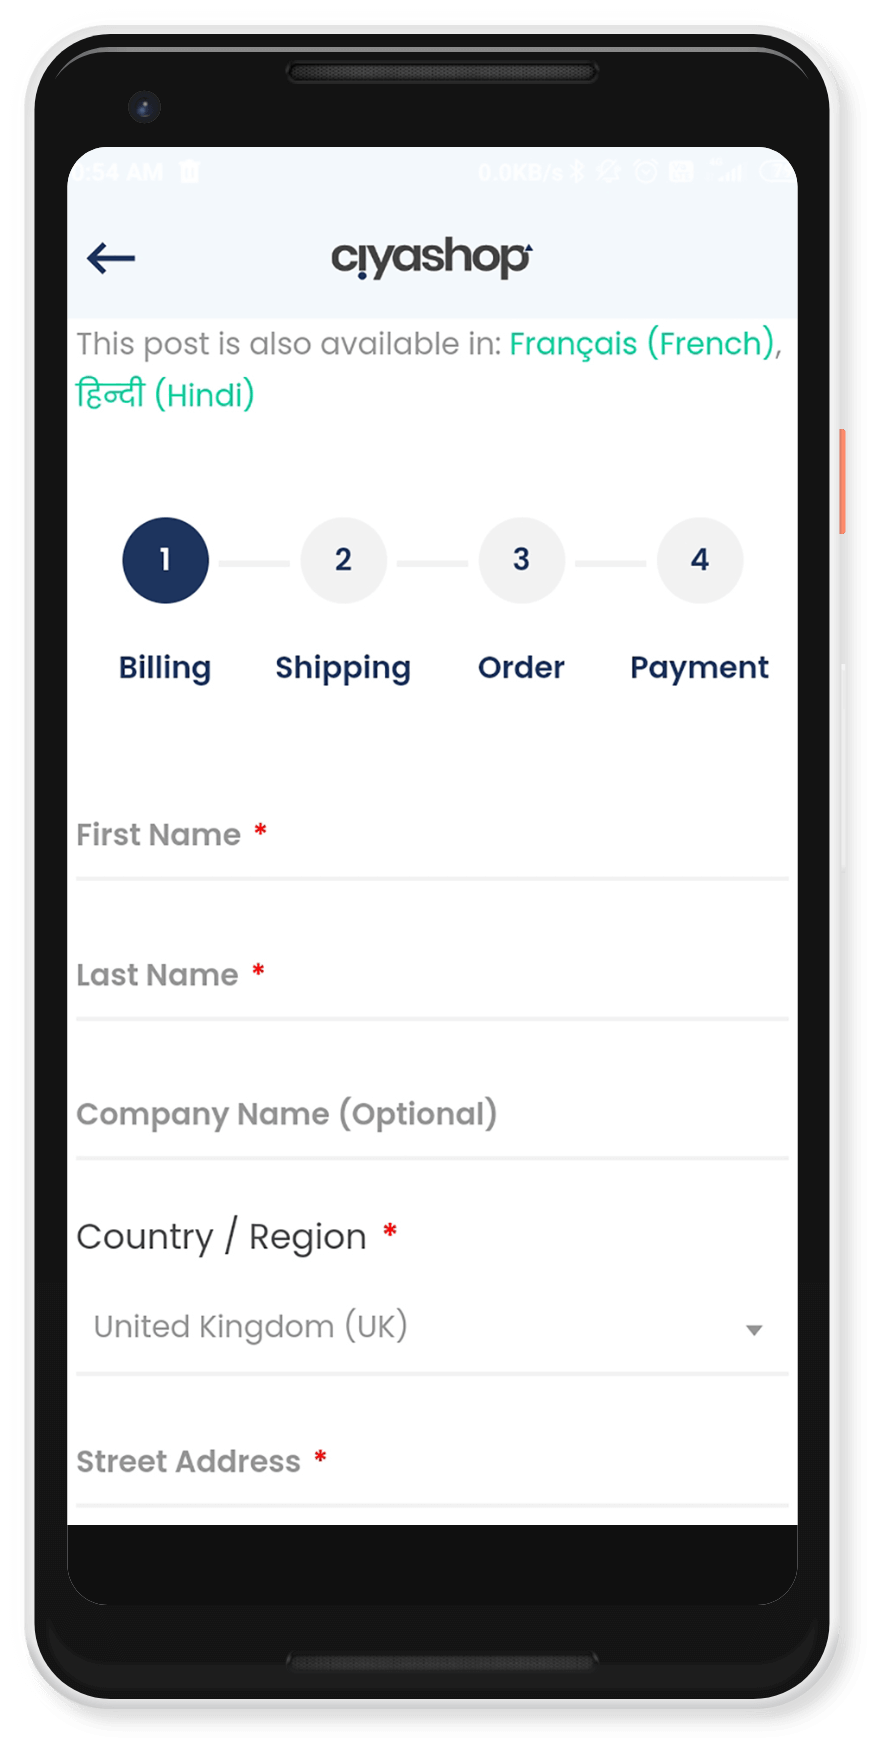 :54 AM 0.0KB/s
ciyashop
This post is also available in: Français (French),
हिन्दी (Hindi)
1 2 3 4
Billing Shipping Order Payment
First Name *
Last Name *
Company Name (Optional)
Country / Region *
United Kingdom (UK)
Street Address *